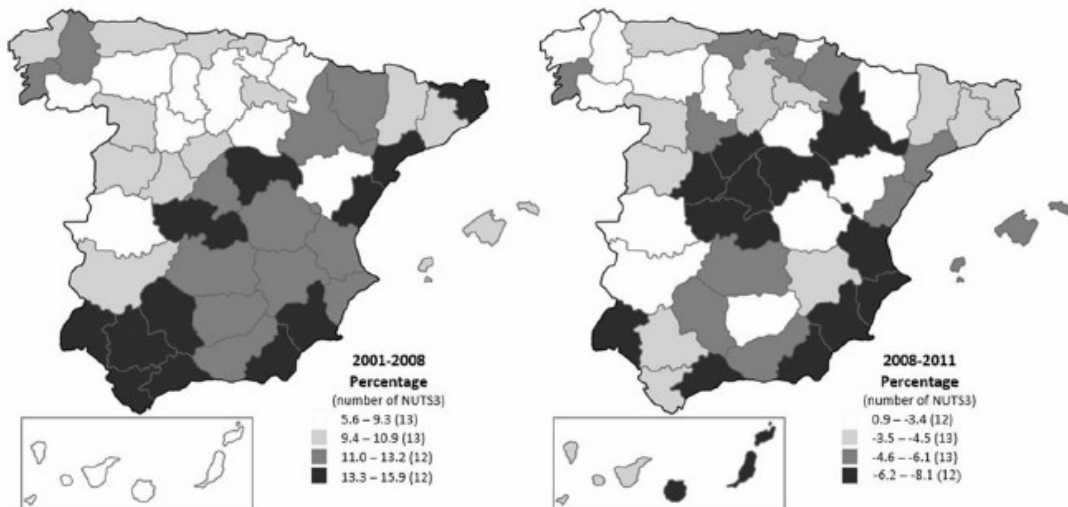 2001-2008
Percentage
(number of NUTS3)
5.6 – 9.3 (13)
9.4 – 10.9 (13)
11.0 – 13.2 (12)
13.3 – 15.9 (12)
2008-2011
Percentage
(number of NUTS3)
0.9 – -3.4 (12)
-3.5 – -4.5 (13)
-4.6 – -6.1 (13)
-6.2 – -8.1 (12)